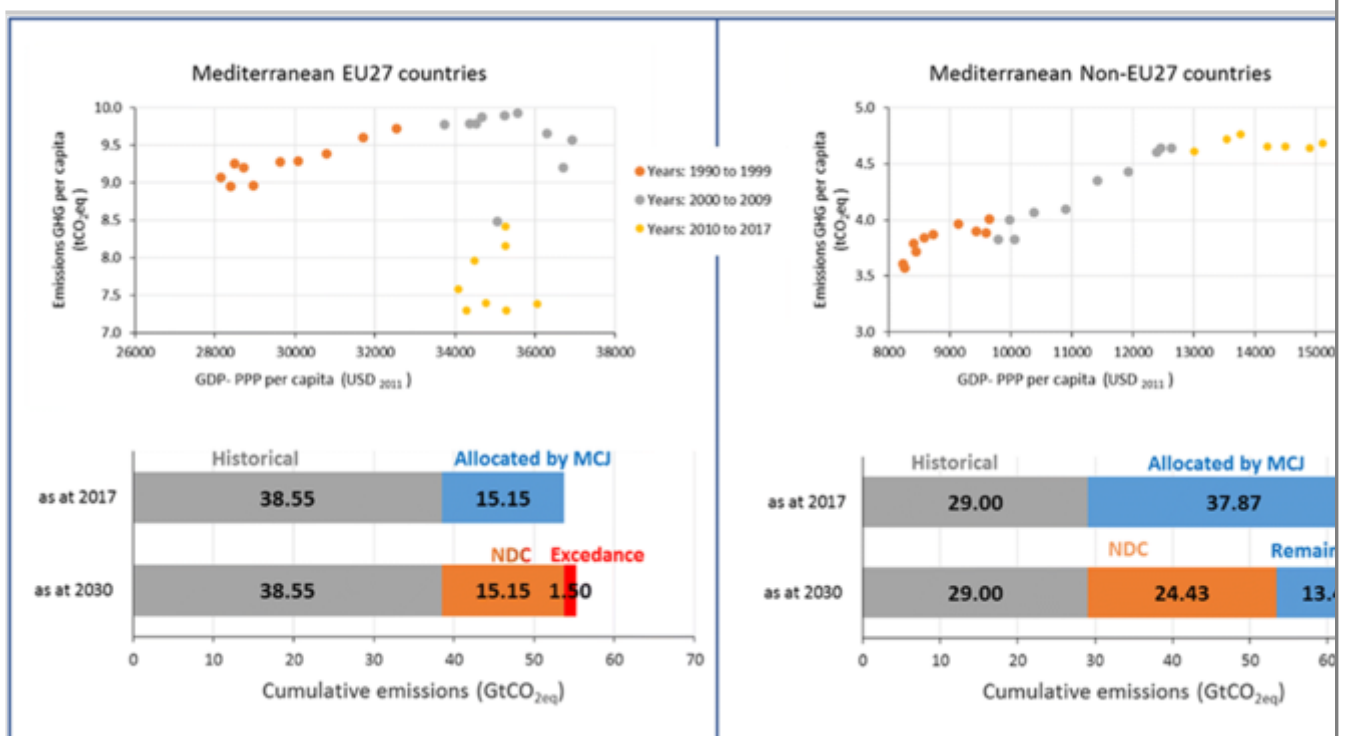 Mediterranean EU27 countries
10.0
9.5
9.0
8.5
8.0
7.5
7.0
Emissions GHG per capita
(tCO2eq)
26000 28000 30000 32000 34000 36000 38000
GDP- PPP per capita (USD 2011)
Years: 1990 to 1999
Years: 2000 to 2009
Years: 2010 to 2017
Mediterranean Non-EU27 countries
5.0
4.5
4.0
3.5
3.0
Emissions GHG per capita
(tCO2eq)
8000 9000 10000 11000 12000 13000 14000 15000
GDP- PPP per capita (USD 2011)
Historical Allocated by MCJ
as at 2017 38.55 15.15
NDC Excedance
as at 2030 38.55 15.15 1.50
0 10 20 30 40 50 60 70
Cumulative emissions (GtCO2eq)
Historical Allocated by MCJ
as at 2017 29.00 37.87
NDC Remain
as at 2030 29.00 24.43 13.
0 10 20 30 40 50 60
Cumulative emissions (GtCO2eq)